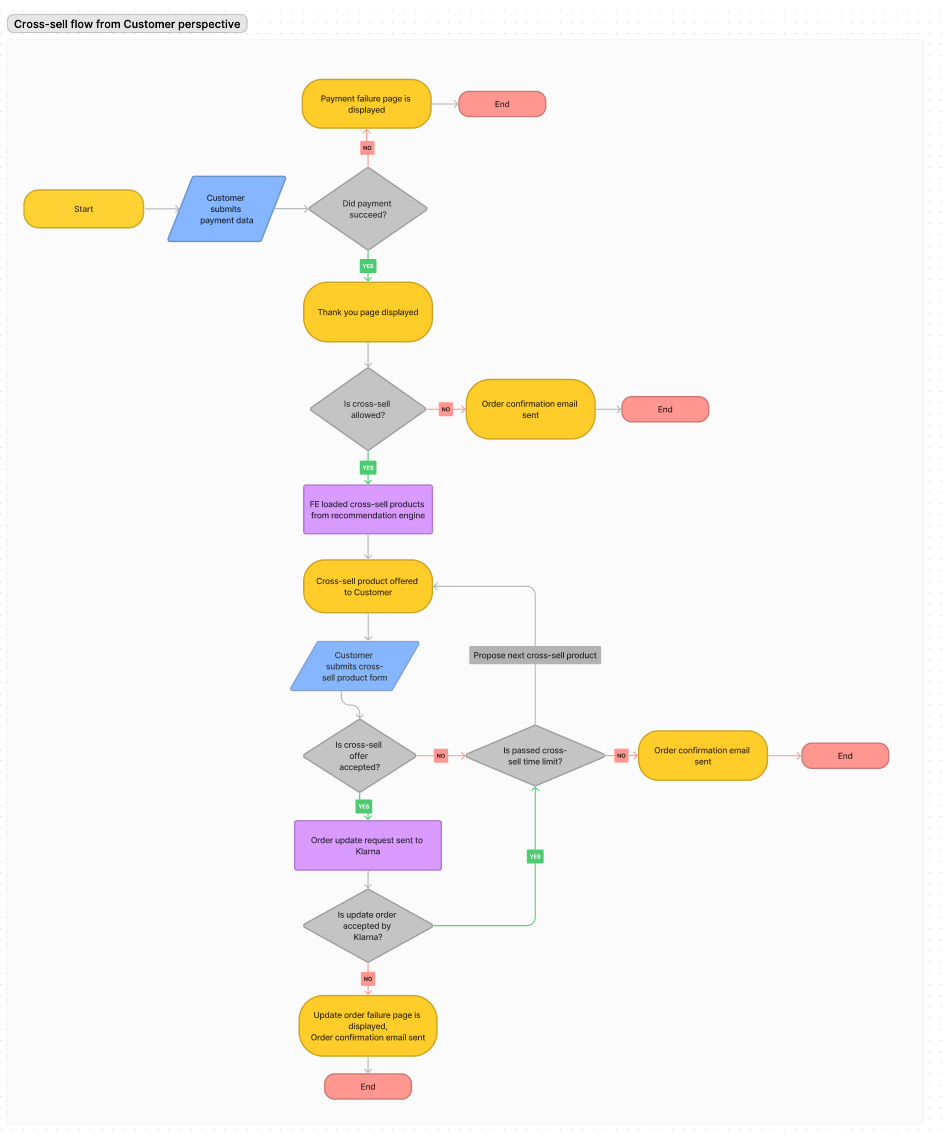 Cross-sell flow from Customer perspective
Payment failure page is
displayed
End
NO
Start
Customer
submits
payment data
Did payment
succeed?
YES
Thank you page displayed
Is cross-sell
allowed?
NO
Order confirmation email
sent
End
YES
FE loaded cross-sell products
from recommendation engine
Cross-sell product offered
to Customer
Customer
submits cross-
sell product form
Propose next cross-sell product
Is cross-sell
offer
accepted?
NO
Is passed cross-
sell time limit?
NO
Order confirmation email
sent
End
YES
Order update request sent to
Klarna
YES
Is update order
accepted by
Klarna?
NO
Update order failure page is
displayed,
Order confirmation email sent
End